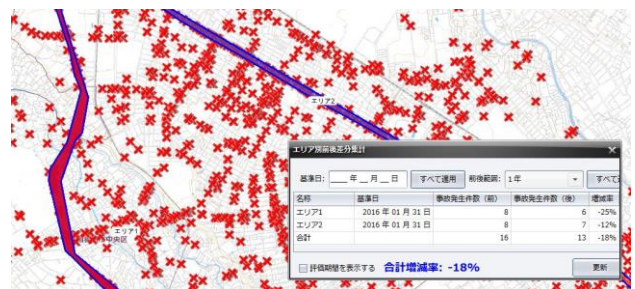 エリア2
エリア1
中央区
エリア別前後差分集計
基準日: ____ 年 __ 月 __ 日 すべて適用 前後範囲: 1年 すべて
名称 基準日 事故発生件数（前） 事故発生件数（後） 増減率
エリア1 2016 年 01 月 31 日 8 6 -25%
エリア2 2016 年 01 月 31 日 8 7 -12%
合計 16 13 -18%
評価期間を表示する 合計増減率: -18% 更新